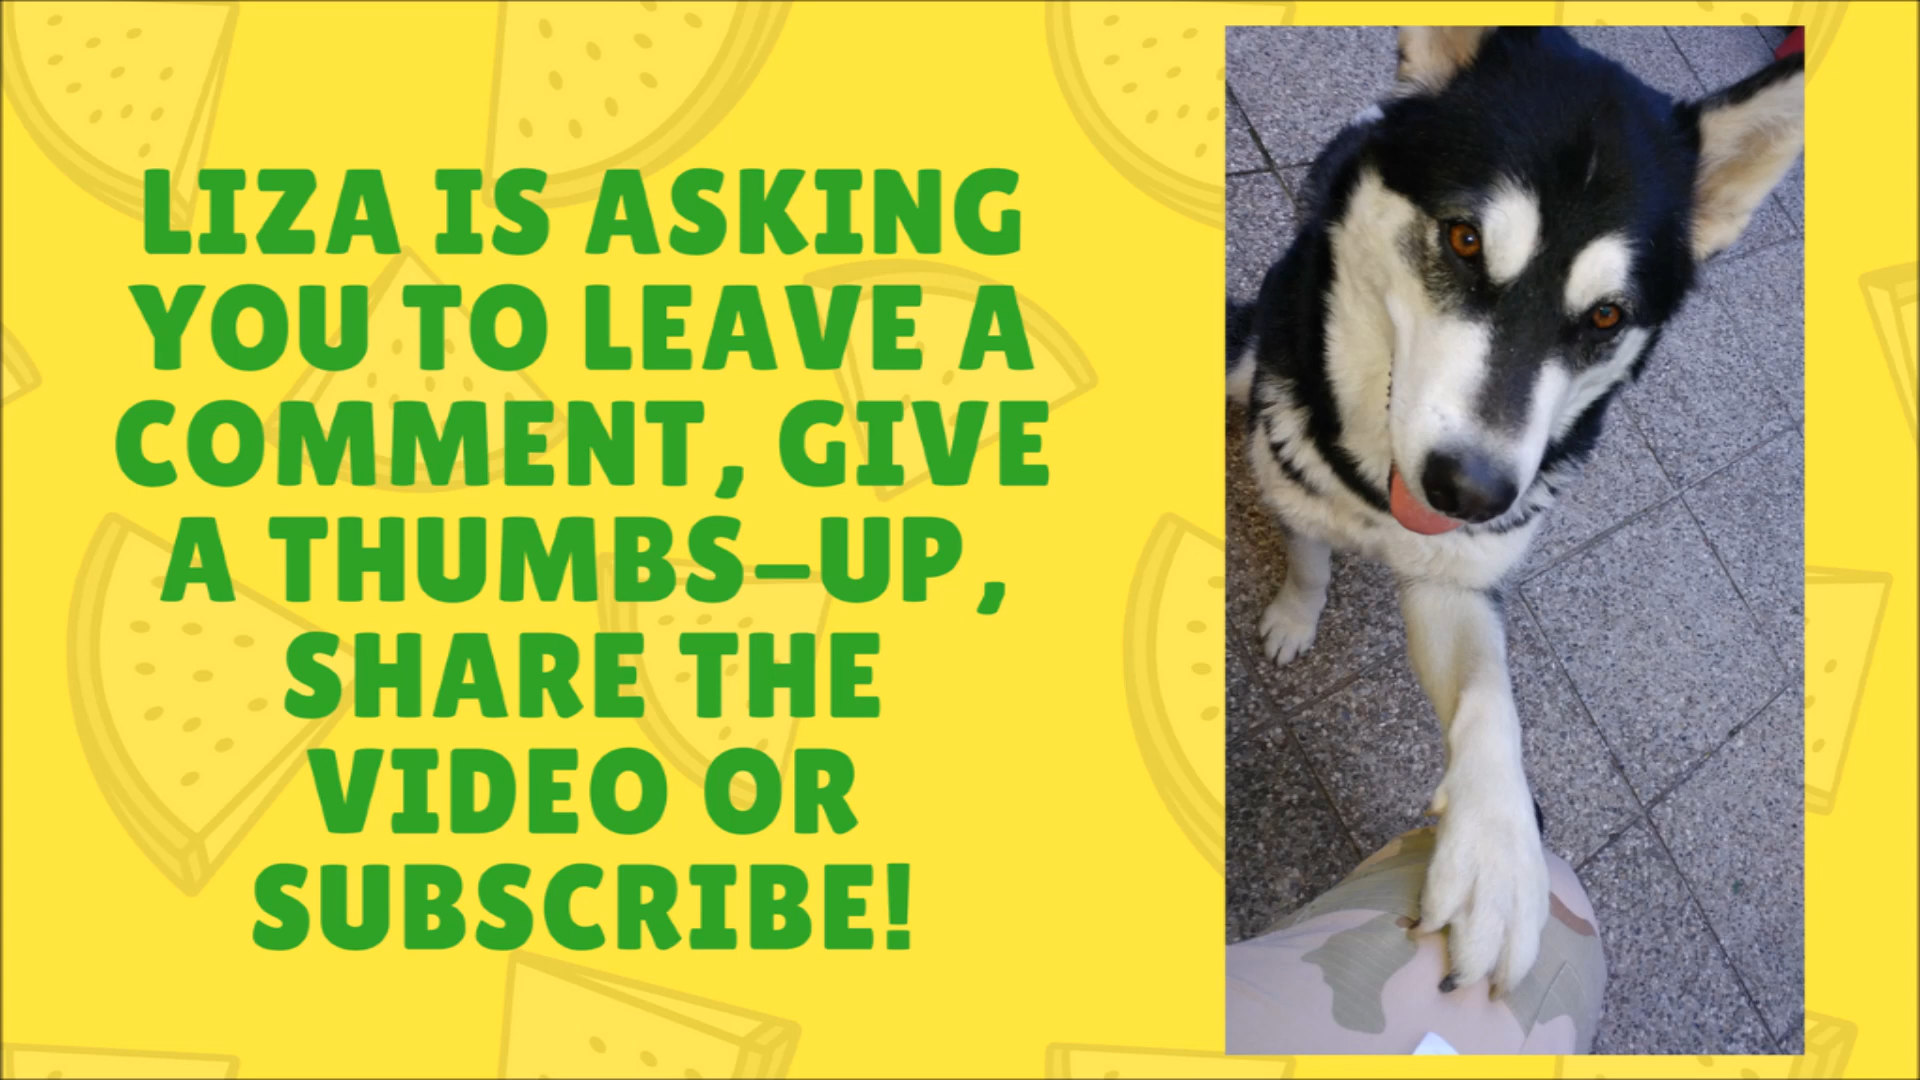 LIZA IS ASKING
YOU TO LEAVE A
COMMENT, GIVE
A THUMBS-UP,
SHARE THE
VIDEO OR
SUBSCRIBE!